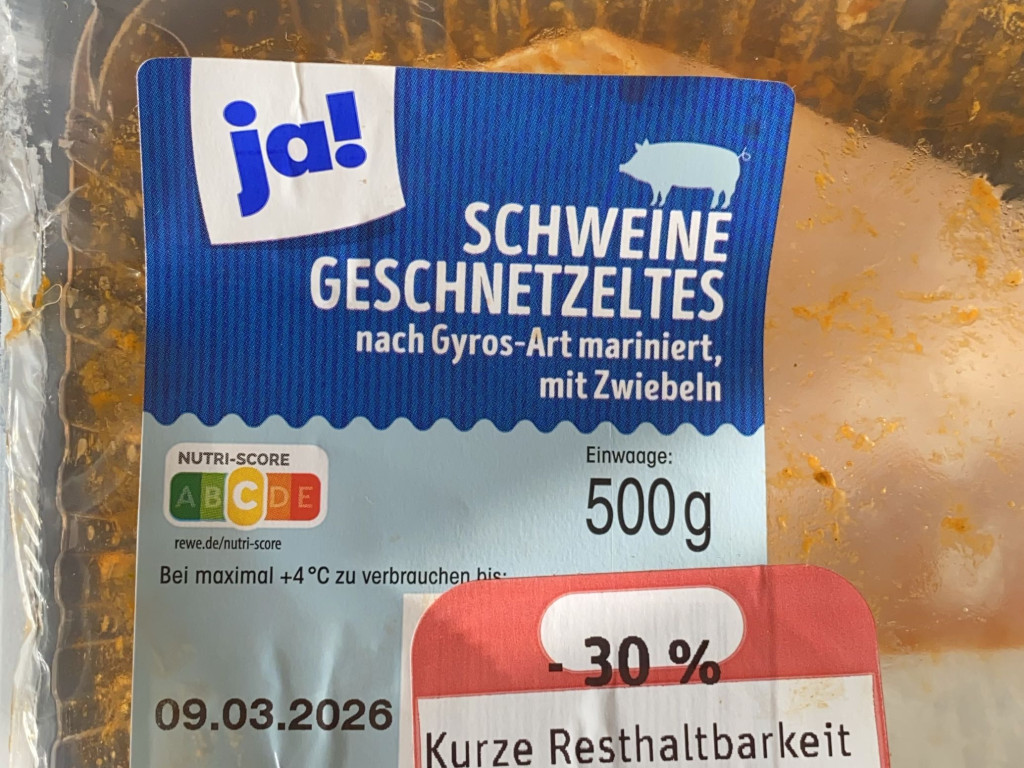 ja!
SCHWEINE
GESCHNETZELTES
nach Gyros-Art mariniert,
mit Zwiebeln
NUTRI-SCORE
A B C D E
rewe.de/nutri-score
Einwaage:
500 g
Bei maximal +4 °C zu verbrauchen bis:
09.03.2026
- 30 %
Kurze Resthaltbarkeit